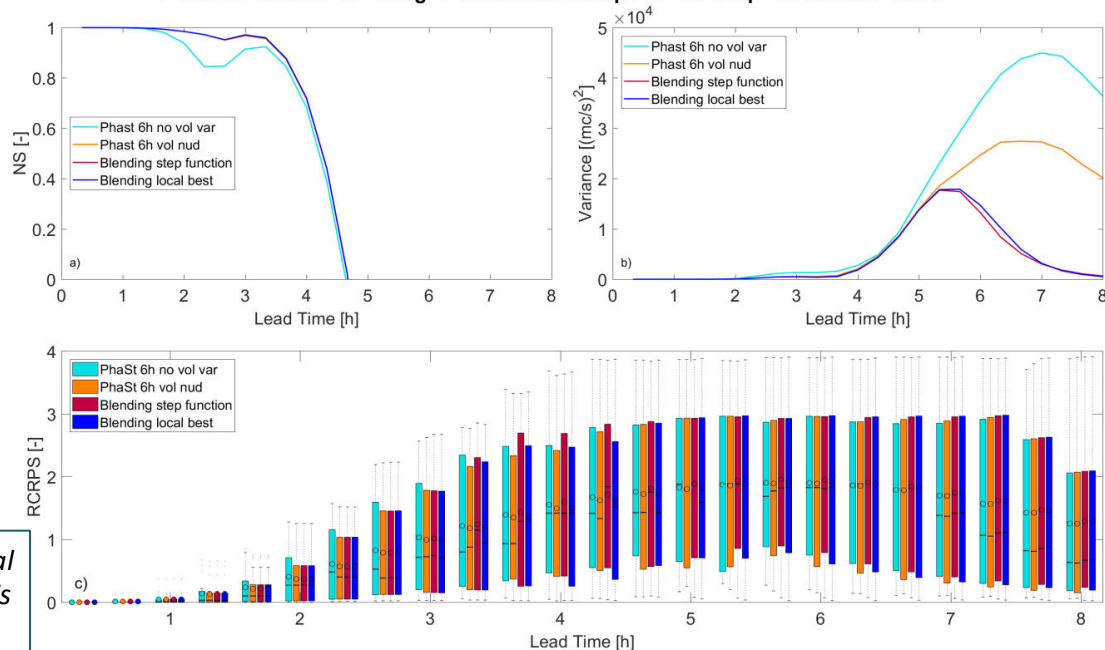 1
0.8
0.6
0.4
0.2
0
NS [-]
Phast 6h no vol var
Phast 6h vol nud
Blending step function
Blending local best
a)
0 1 2 3 4 5 6 7 8
Lead Time [h]
×10⁴
5
4
3
2
1
0
Variance [(mc/s)²]
Phast 6h no vol var
Phast 6h vol nud
Blending step function
Blending local best
b)
0 1 2 3 4 5 6 7 8
Lead Time [h]
4
3
2
1
0
RCRPS [-]
PhaSt 6h no vol var
PhaSt 6h vol nud
Blending step function
Blending local best
c)
1 2 3 4 5 6 7 8
Lead Time [h]